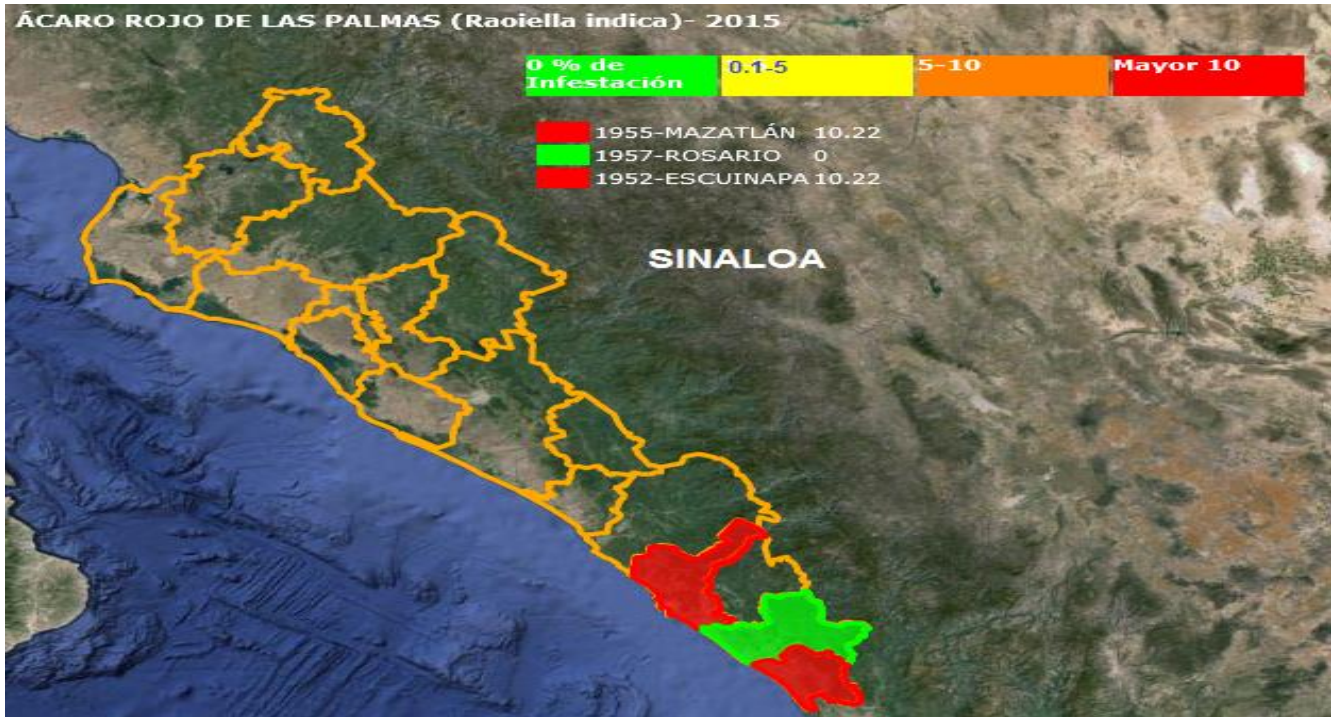 ÁCARO ROJO DE LAS PALMAS (Raoiella indica)- 2015
0 % de Infestación
0.1-5
5-10
Mayor 10
1955-MAZATLÁN 10.22
1957-ROSARIO 0
1952-ESCUINAPA 10.22
SINALOA